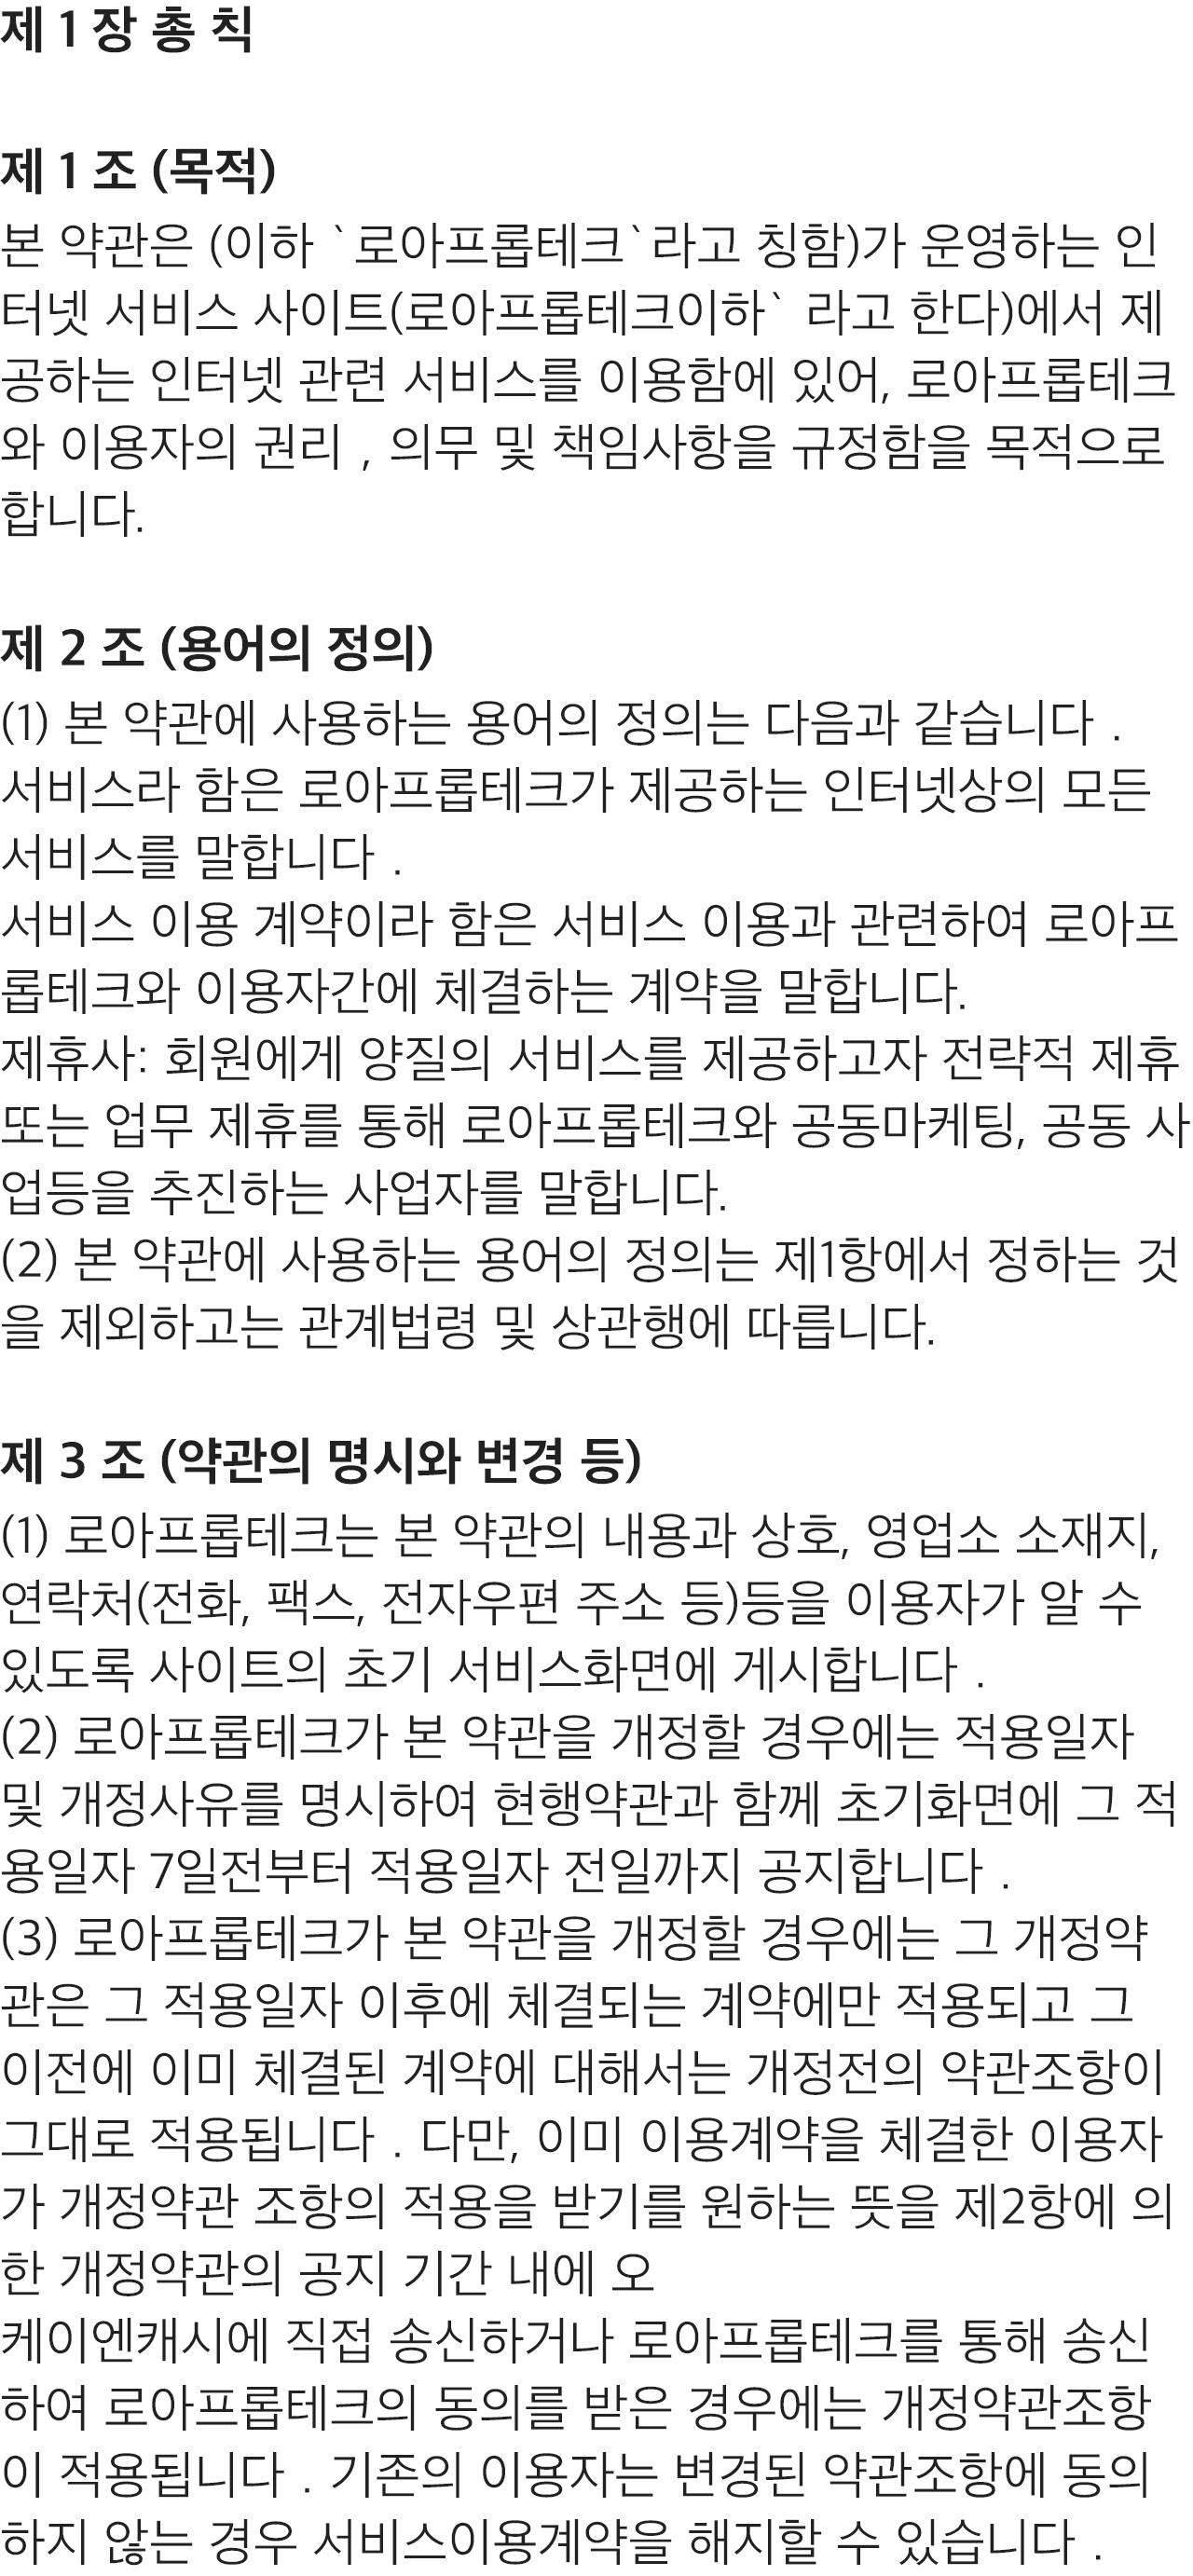 제 1 장 총 칙
제 1 조 (목적)
본 약관은 (이하 `로아프롭테크`라고 칭함)가 운영하는 인
터넷 서비스 사이트(로아프롭테크이하` 라고 한다)에서 제
공하는 인터넷 관련 서비스를 이용함에 있어, 로아프롭테크
와 이용자의 권리 , 의무 및 책임사항을 규정함을 목적으로
합니다.
제 2 조 (용어의 정의)
(1) 본 약관에 사용하는 용어의 정의는 다음과 같습니다 .
서비스라 함은 로아프롭테크가 제공하는 인터넷상의 모든
서비스를 말합니다 .
서비스 이용 계약이라 함은 서비스 이용과 관련하여 로아프
롭테크와 이용자간에 체결하는 계약을 말합니다.
제휴사: 회원에게 양질의 서비스를 제공하고자 전략적 제휴
또는 업무 제휴를 통해 로아프롭테크와 공동마케팅, 공동 사
업등을 추진하는 사업자를 말합니다.
(2) 본 약관에 사용하는 용어의 정의는 제1항에서 정하는 것
을 제외하고는 관계법령 및 상관행에 따릅니다.
제 3 조 (약관의 명시와 변경 등)
(1) 로아프롭테크는 본 약관의 내용과 상호, 영업소 소재지,
연락처(전화, 팩스, 전자우편 주소 등)등을 이용자가 알 수
있도록 사이트의 초기 서비스화면에 게시합니다 .
(2) 로아프롭테크가 본 약관을 개정할 경우에는 적용일자
및 개정사유를 명시하여 현행약관과 함께 초기화면에 그 적
용일자 7일전부터 적용일자 전일까지 공지합니다 .
(3) 로아프롭테크가 본 약관을 개정할 경우에는 그 개정약
관은 그 적용일자 이후에 체결되는 계약에만 적용되고 그
이전에 이미 체결된 계약에 대해서는 개정전의 약관조항이
그대로 적용됩니다 . 다만, 이미 이용계약을 체결한 이용자
가 개정약관 조항의 적용을 받기를 원하는 뜻을 제2항에 의
한 개정약관의 공지 기간 내에 오
케이엔캐시에 직접 송신하거나 로아프롭테크를 통해 송신
하여 로아프롭테크의 동의를 받은 경우에는 개정약관조항
이 적용됩니다 . 기존의 이용자는 변경된 약관조항에 동의
하지 않는 경우 서비스이용계약을 해지할 수 있습니다 .